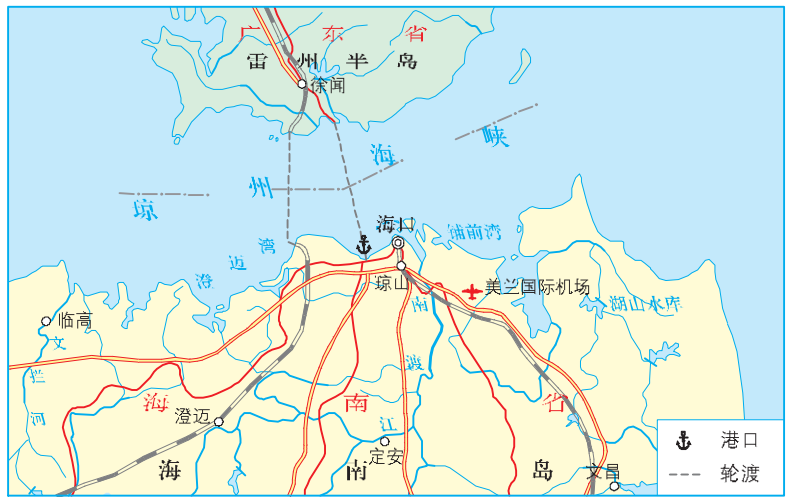 广东省
雷州半岛
徐闻
琼州海峡
海口
铺前湾
澄迈湾
琼山
美兰国际机场
湖山水库
临高
文澜河
南渡江
海南省
澄迈
定安
海南岛
文昌
港口
轮渡